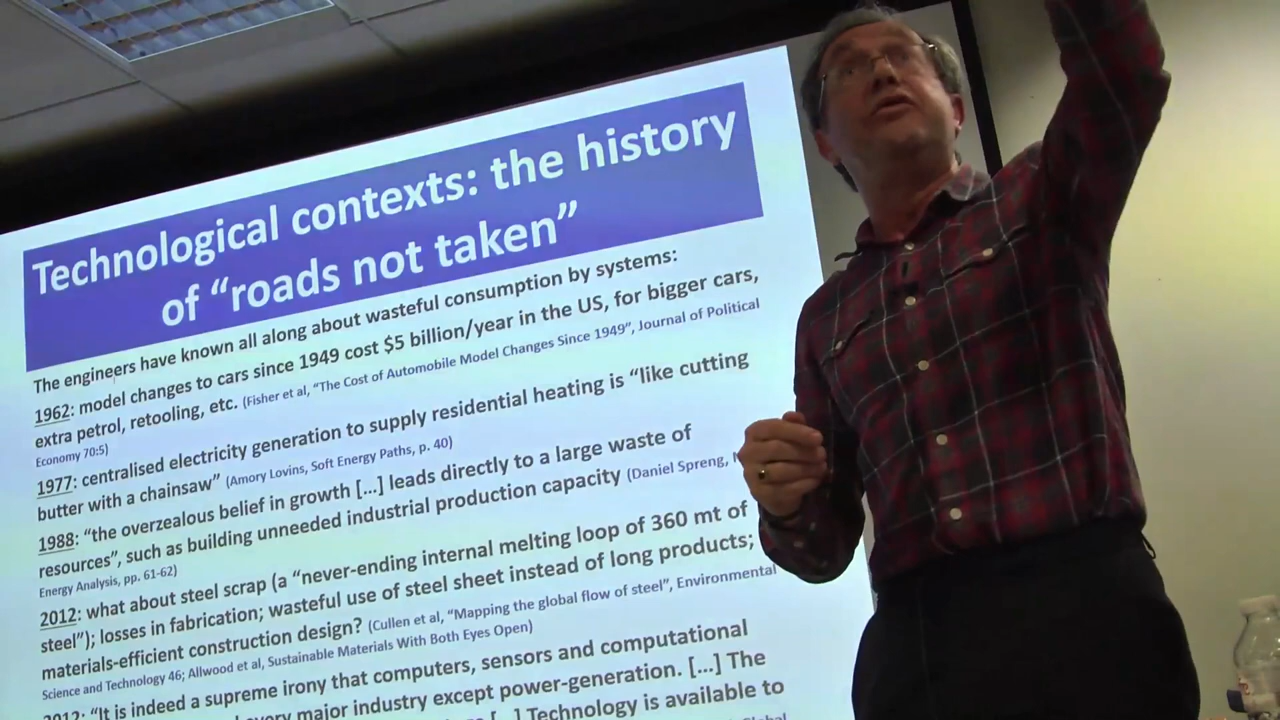 Technological contexts: the history
of “roads not taken”
The engineers have known all along about wasteful consumption by systems:
1962: model changes to cars since 1949 cost $5 billion/year in the US, for bigger cars,
extra petrol, retooling, etc. (Fisher et al, “The Cost of Automobile Model Changes Since 1949”, Journal of Political
Economy 70:5)
1977: centralised electricity generation to supply residential heating is “like cutting
butter with a chainsaw” (Amory Lovins, Soft Energy Paths, p. 40)
1988: “the overzealous belief in growth [...] leads directly to a large waste of
resources”, such as building unneeded industrial production capacity (Daniel Spreng,
Energy Analysis, pp. 61-62)
2012: what about steel scrap (a “never-ending internal melting loop of 360 mt of
steel”); losses in fabrication; wasteful use of steel sheet instead of long products;
materials-efficient construction design? (Cullen et al, “Mapping the global flow of steel”, Environmental
Science and Technology 46; Allwood et al, Sustainable Materials With Both Eyes Open)
2012: “It is indeed a supreme irony that computers, sensors and computational
every major industry except power-generation. [...] The
[...] Technology is available to
Global